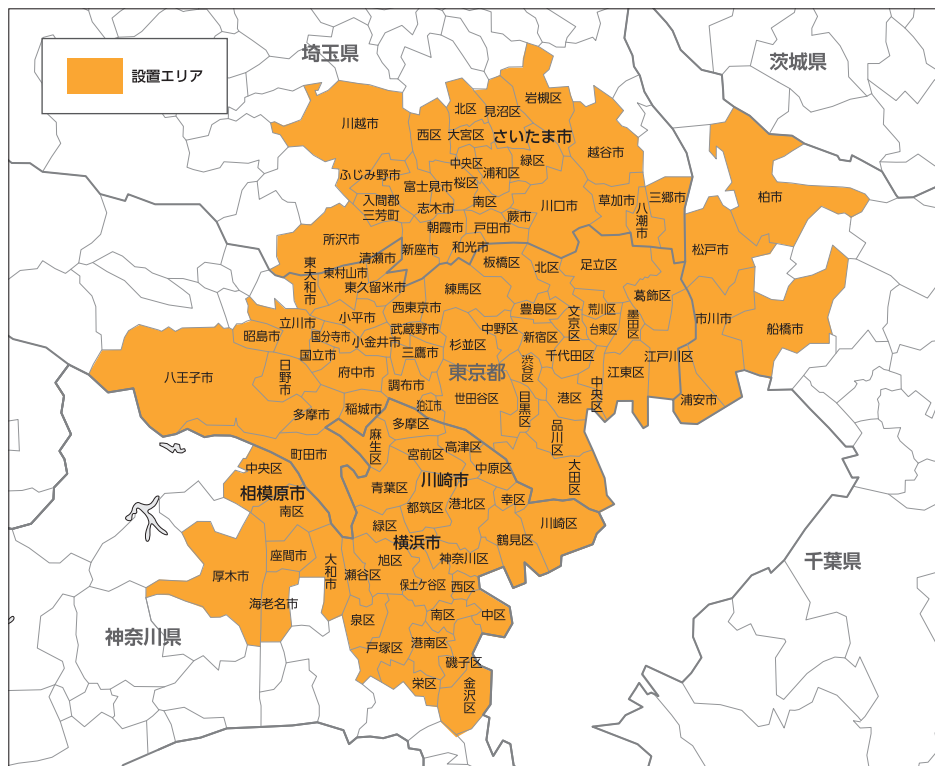 設置エリア
埼玉県
茨城県
千葉県
神奈川県
東京都
川越市
西区
北区
見沼区
岩槻区
大宮区
さいたま市
越谷市
中央区
緑区
浦和区
桜区
南区
ふじみ野市
富士見市
入間郡
三芳町
志木市
朝霞市
戸田市
蕨市
川口市
草加市
八潮市
三郷市
柏市
松戸市
所沢市
清瀬市
新座市
和光市
板橋区
北区
足立区
東大和市
東村山市
東久留米市
練馬区
葛飾区
西東京市
豊島区
文京区
荒川区
台東区
墨田区
市川市
船橋市
立川市
小平市
昭島市
国分寺市
小金井市
武蔵野市
中野区
新宿区
杉並区
国立市
三鷹市
千代田区
江戸川区
渋谷区
八王子市
日野市
府中市
調布市
江東区
中央区
港区
目黒区
世田谷区
狛江市
浦安市
多摩市
稲城市
多摩区
麻生区
品川区
大田区
町田市
宮前区
高津区
中原区
川崎市
中央区
相模原市
南区
青葉区
都筑区
港北区
幸区
川崎区
緑区
鶴見区
横浜市
座間市
大和市
瀬谷区
旭区
神奈川区
保土ケ谷区
西区
厚木市
海老名市
泉区
南区
中区
戸塚区
港南区
磯子区
栄区
金沢区